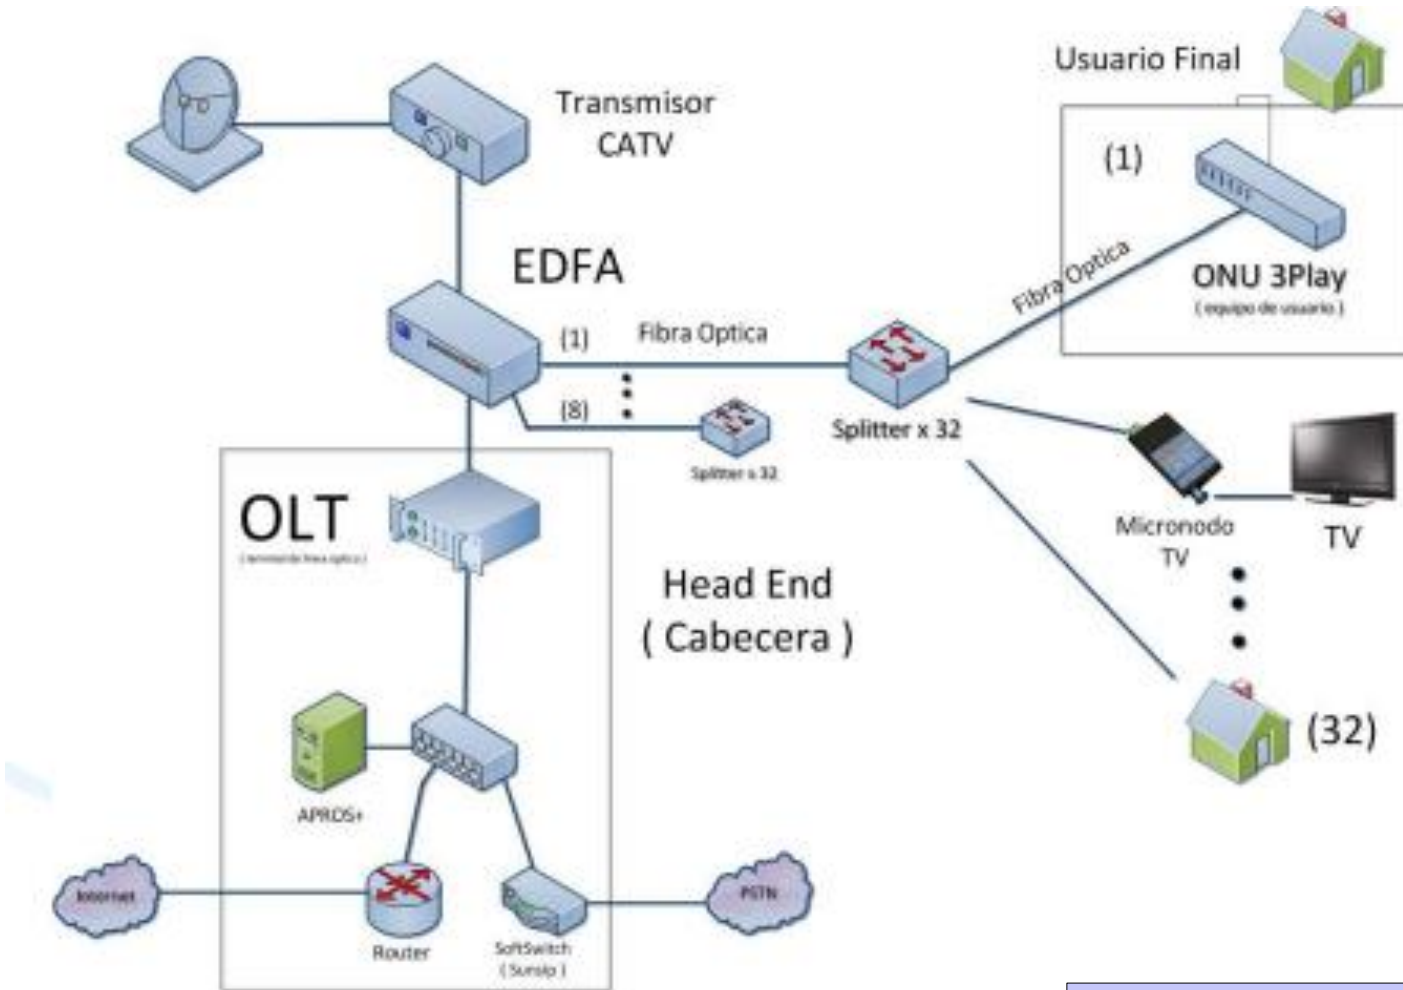 Usuario Final
Transmisor
CATV
(1)
EDFA
Fibra Optica
ONU 3Play
( equipo de usuario )
(1)
Fibra Optica
(8)
Splitter x 32
Splitter x 32
OLT
Micronodo
TV
TV
Head End
( Cabecera )
(32)
APROS+
Internet
PSTN
Router
SoftSwitch
( Sunsip )